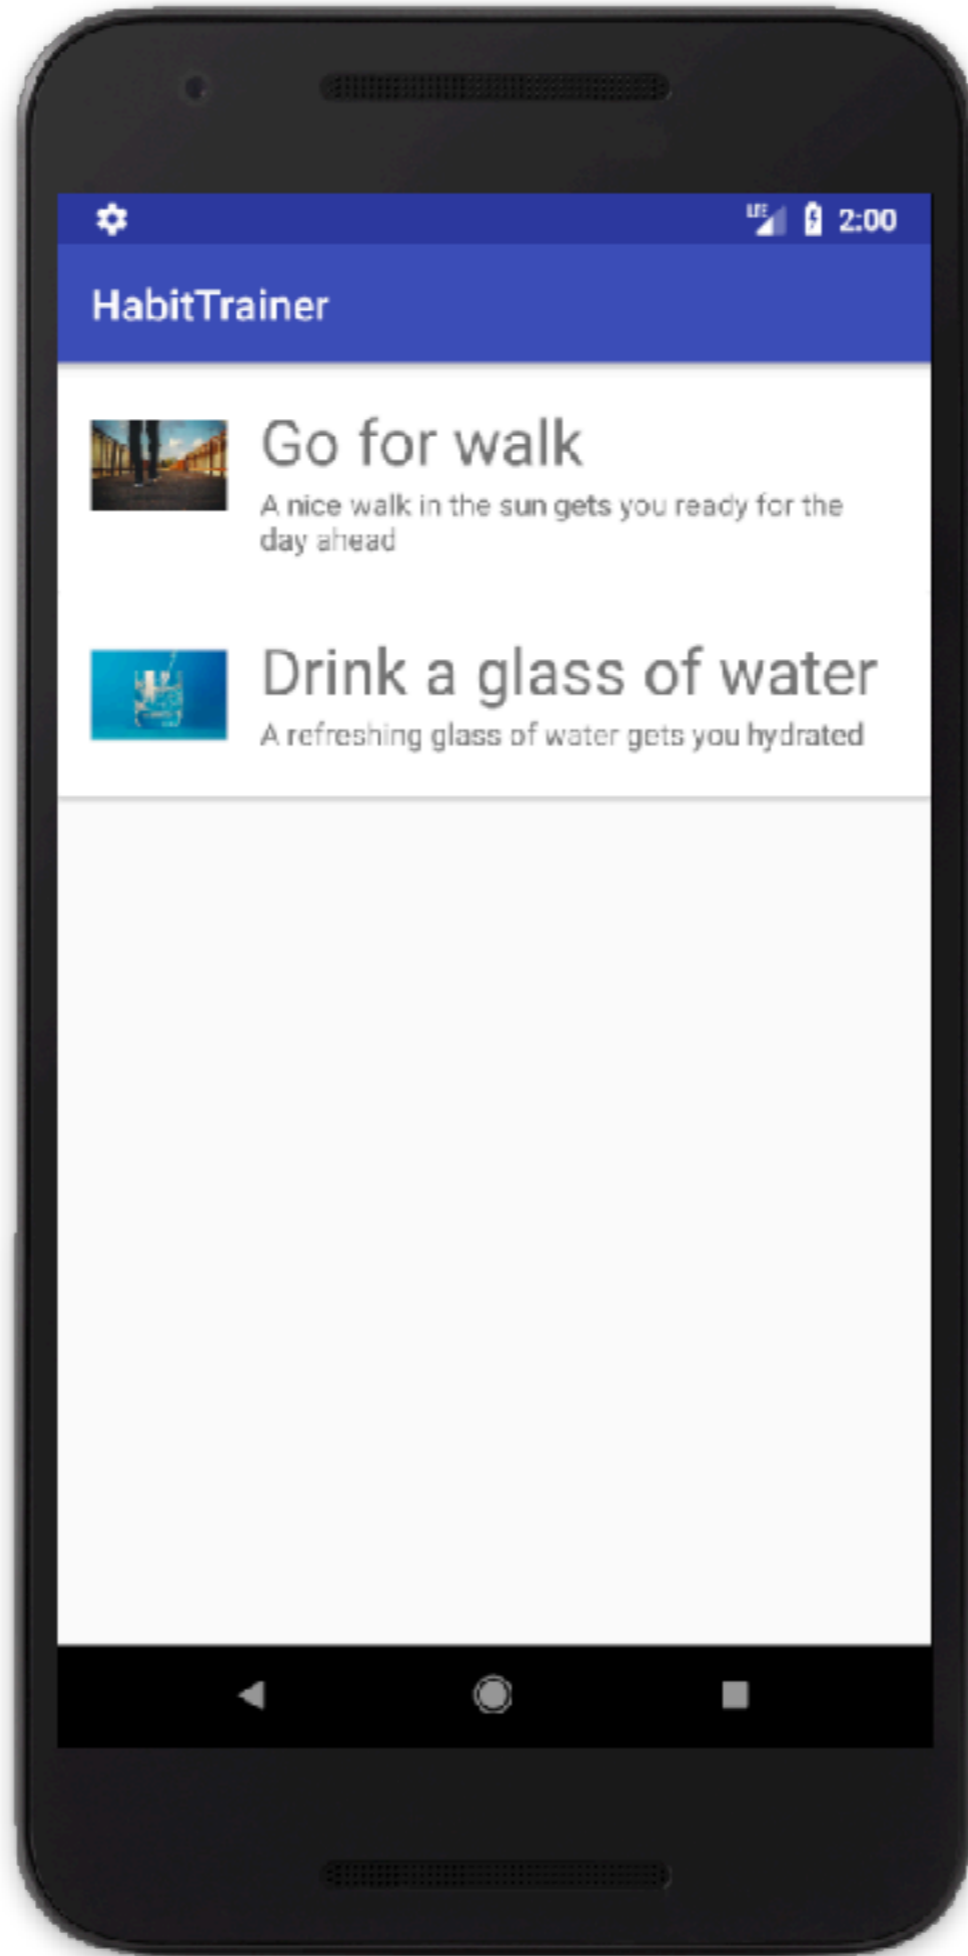 LTE 2:00
HabitTrainer
Go for walk
A nice walk in the sun gets you ready for the
day ahead
Drink a glass of water
A refreshing glass of water gets you hydrated